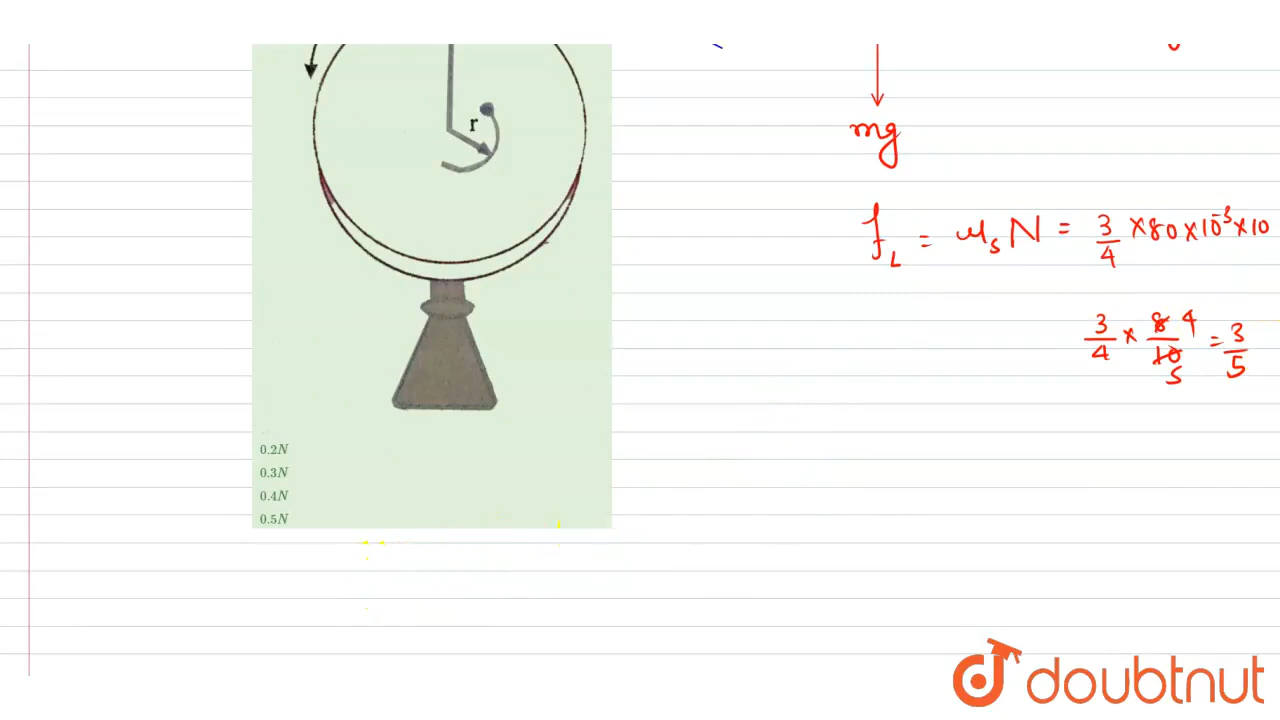 r
mg
f_L = μ_s N = 3/4 × 80 × 10^-3 × 10
3/4 × 8/10 4/5 = 3/5
0.2N
0.3N
0.4N
0.5N
doubtnut